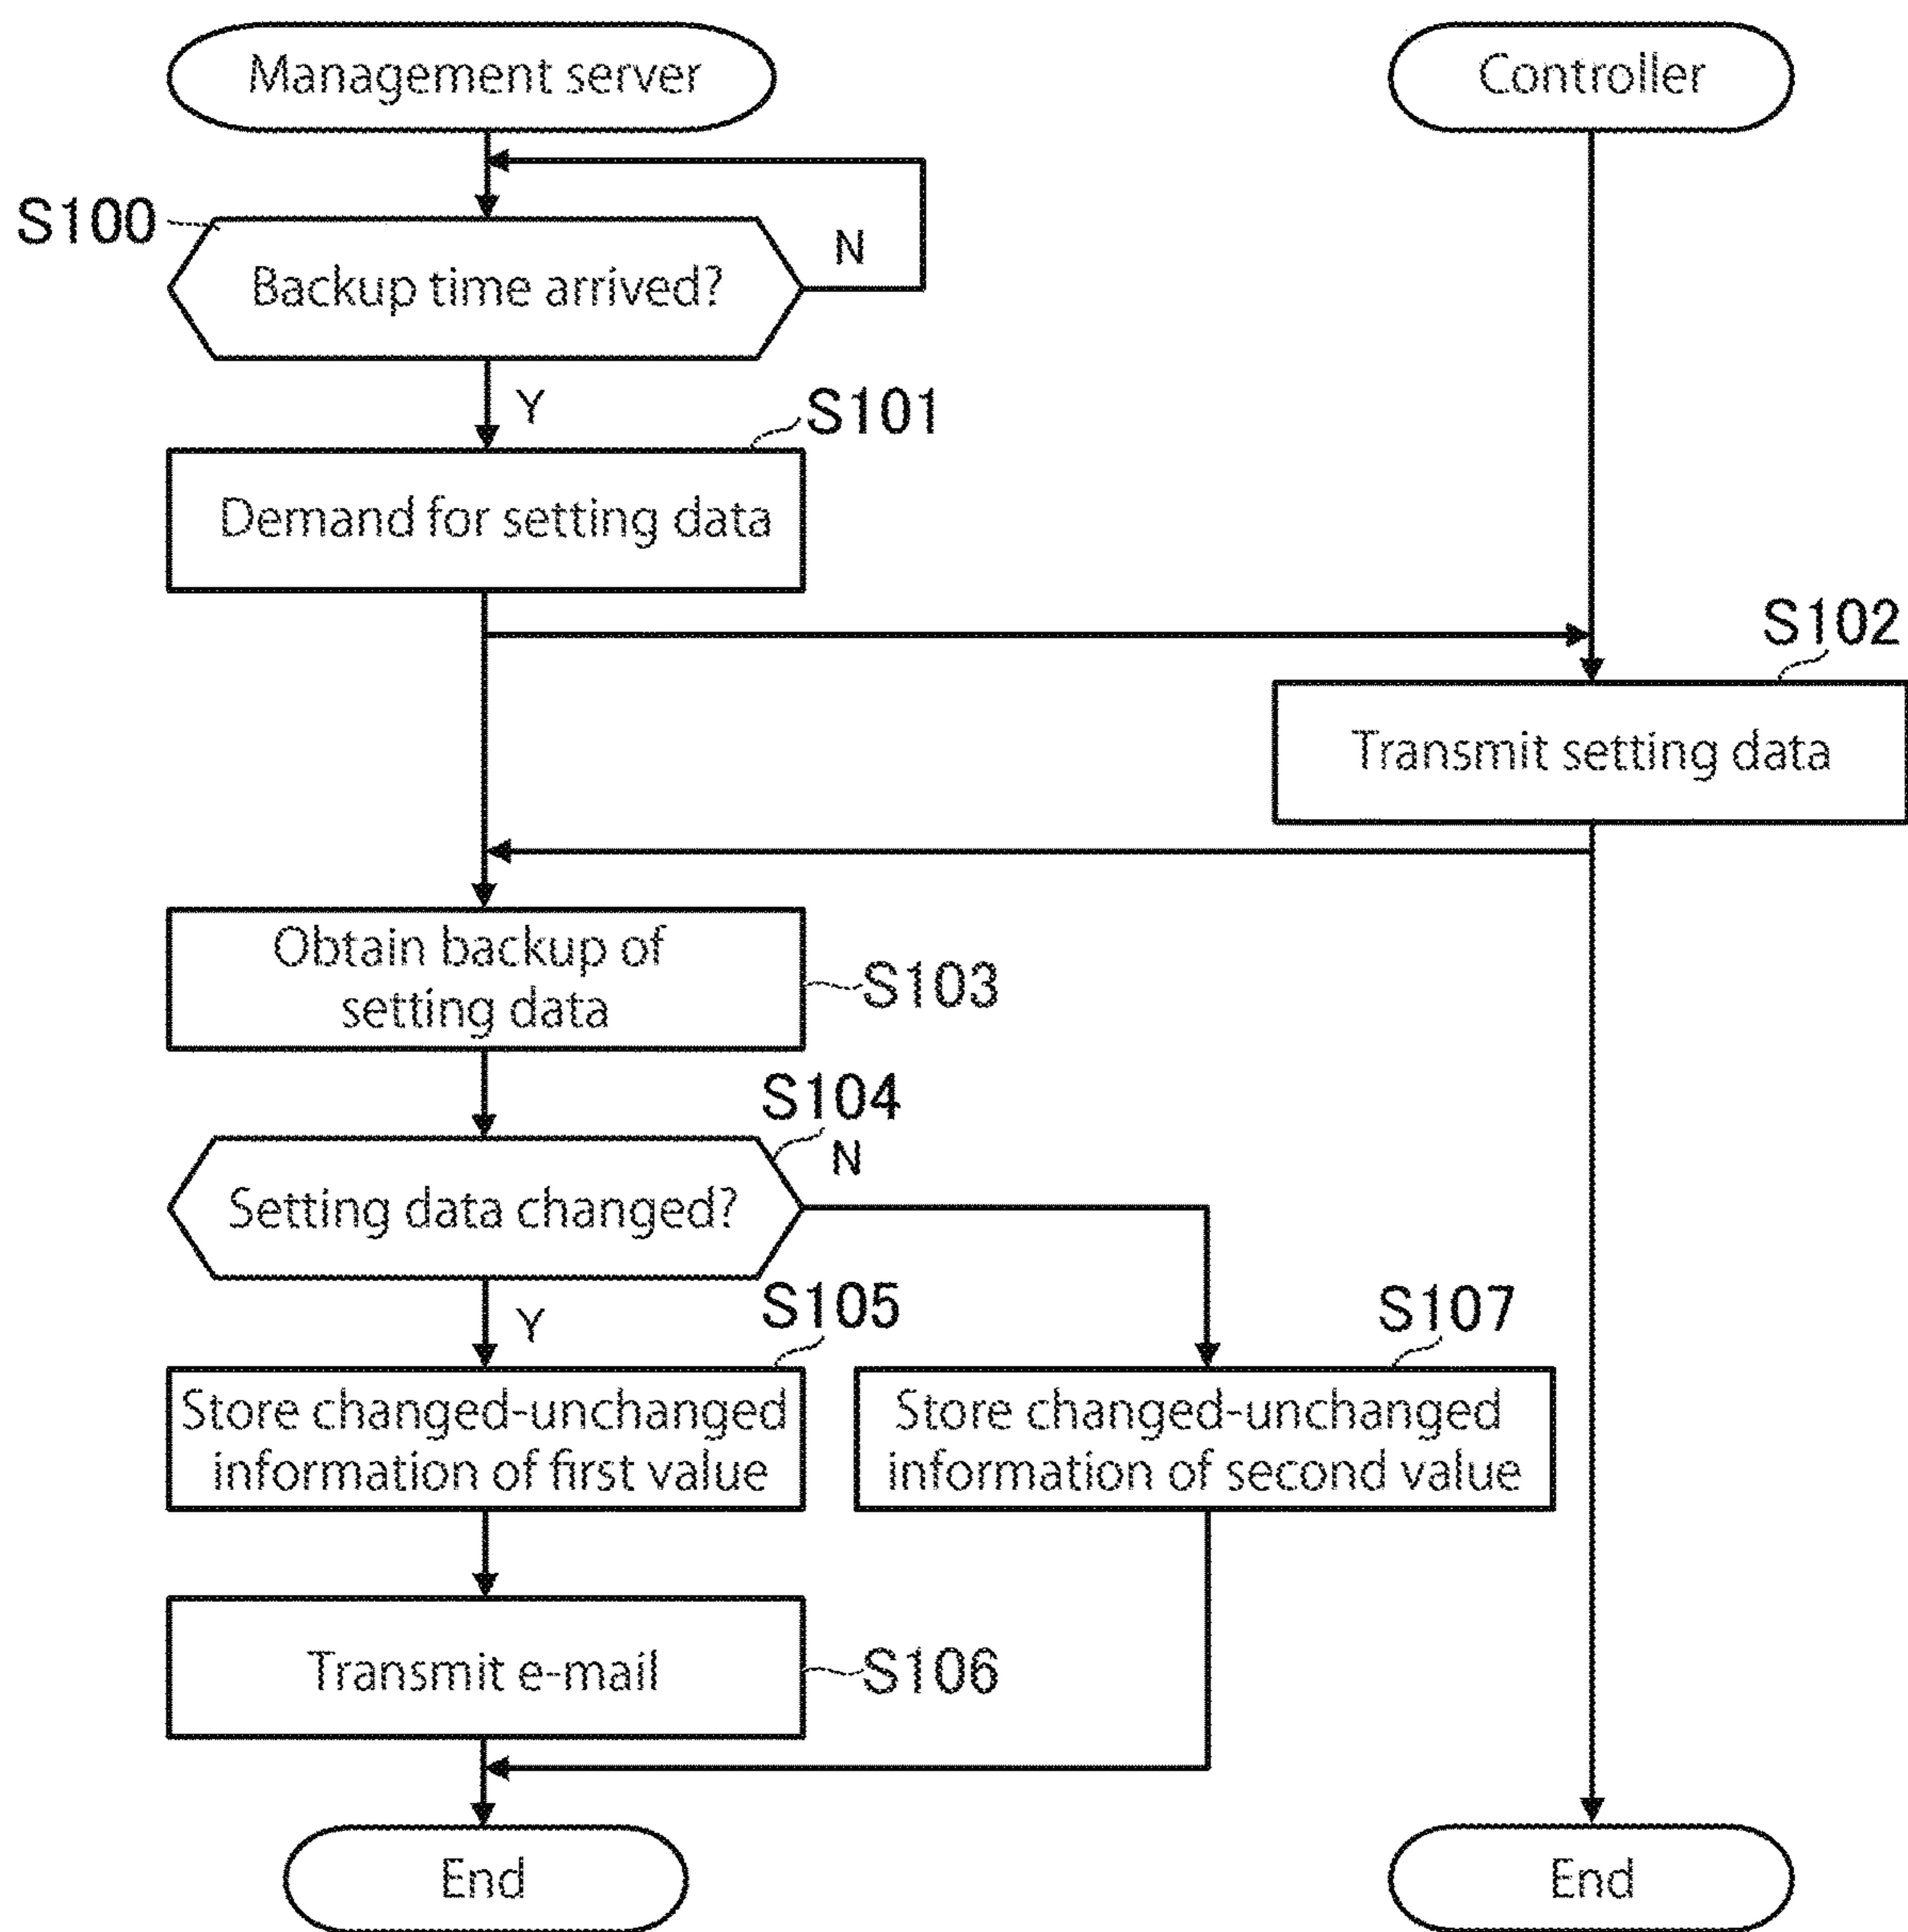 Management server
Controller
S100
Backup time arrived?
N
Y
S101
Demand for setting data
S102
Transmit setting data
Obtain backup of
setting data
S103
S104
N
Setting data changed?
Y
S105
S107
Store changed-unchanged
information of first value
Store changed-unchanged
information of second value
Transmit e-mail
S106
End
End